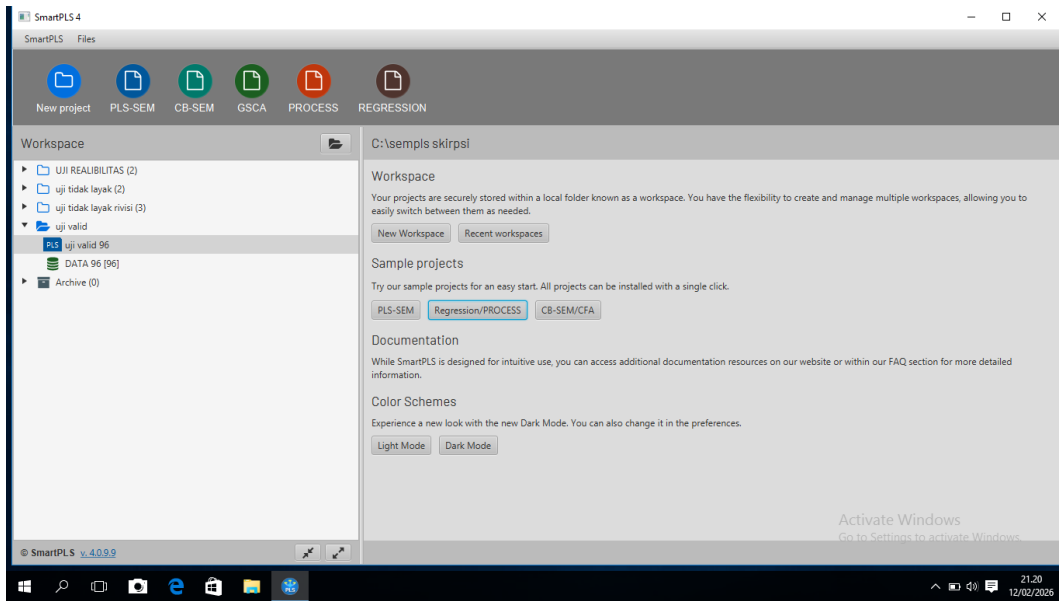 SmartPLS 4
SmartPLS Files
New project PLS-SEM CB-SEM GSCA PROCESS REGRESSION
Workspace
UJI REALIBILITAS (2)
uji tidak layak (2)
uji tidak layak rivisi (3)
uji valid
PLS uji valid 96
DATA 96 [96]
Archive (0)
© SmartPLS v. 4.0.9.9
C:\sempls skirpsi
Workspace
Your projects are securely stored within a local folder known as a workspace. You have the flexibility to create and manage multiple workspaces, allowing you to
easily switch between them as needed.
New Workspace Recent workspaces
Sample projects
Try our sample projects for an easy start. All projects can be installed with a single click.
PLS-SEM Regression/PROCESS CB-SEM/CFA
Documentation
While SmartPLS is designed for intuitive use, you can access additional documentation resources on our website or within our FAQ section for more detailed
information.
Color Schemes
Experience a new look with the new Dark Mode. You can also change it in the preferences.
Light Mode Dark Mode
Activate Windows
Go to Settings to activate Windows.
PLS
21.20
12/02/2026